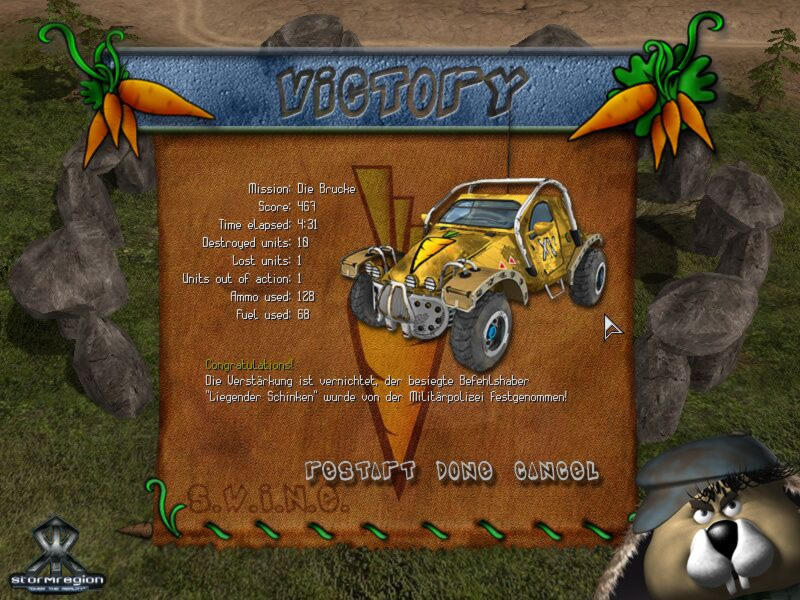 VICTORY
Mission: Die Brucke
Score: 467
Time elapsed: 4:31
Destroyed units: 10
Lost units: 1
Units out of action: 1
Ammo used: 128
Fuel used: 68
Congratulations!
Die Verstärkung ist vernichtet, der besiegte Befehlshaber
"Liegender Schinken" wurde von der Militärpolizei festgenommen!
RESTART DONE CANCEL
S.W.I.N.E.
stormregion